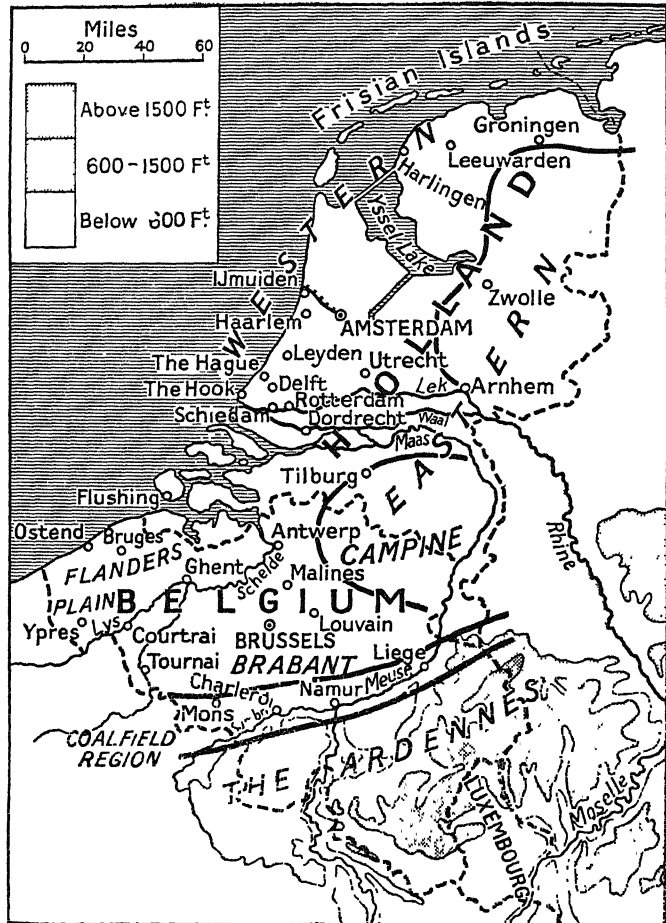 Miles
0 20 40 60
Above 1500 Ft.
600-1500 Ft
Below 600 Ft.
Frisian Islands
WESTERN
HOLLAND
EASTERN
Groningen
Leeuwarden
Harlingen
Yssel Lake
IJmuiden
Zwolle
Haarlem
AMSTERDAM
Leyden
Utrecht
The Hague
Delft
Lek
Arnhem
The Hook
Rotterdam
Schiedam
Dordrecht
Waal
Maas
Tilburg
Flushing
Rhine
Ostend
Bruges
Antwerp
CAMPINE
FLANDERS
PLAIN
Ghent
Schelde
Malines
BELGIUM
Ypres
Lys
Courtrai
Louvain
BRUSSELS
Tournai
BRABANT
Liege
Meuse
Namur
Mons
COALFIELD
REGION
THE ARDENNES
LUXEMBOURG
Moselle